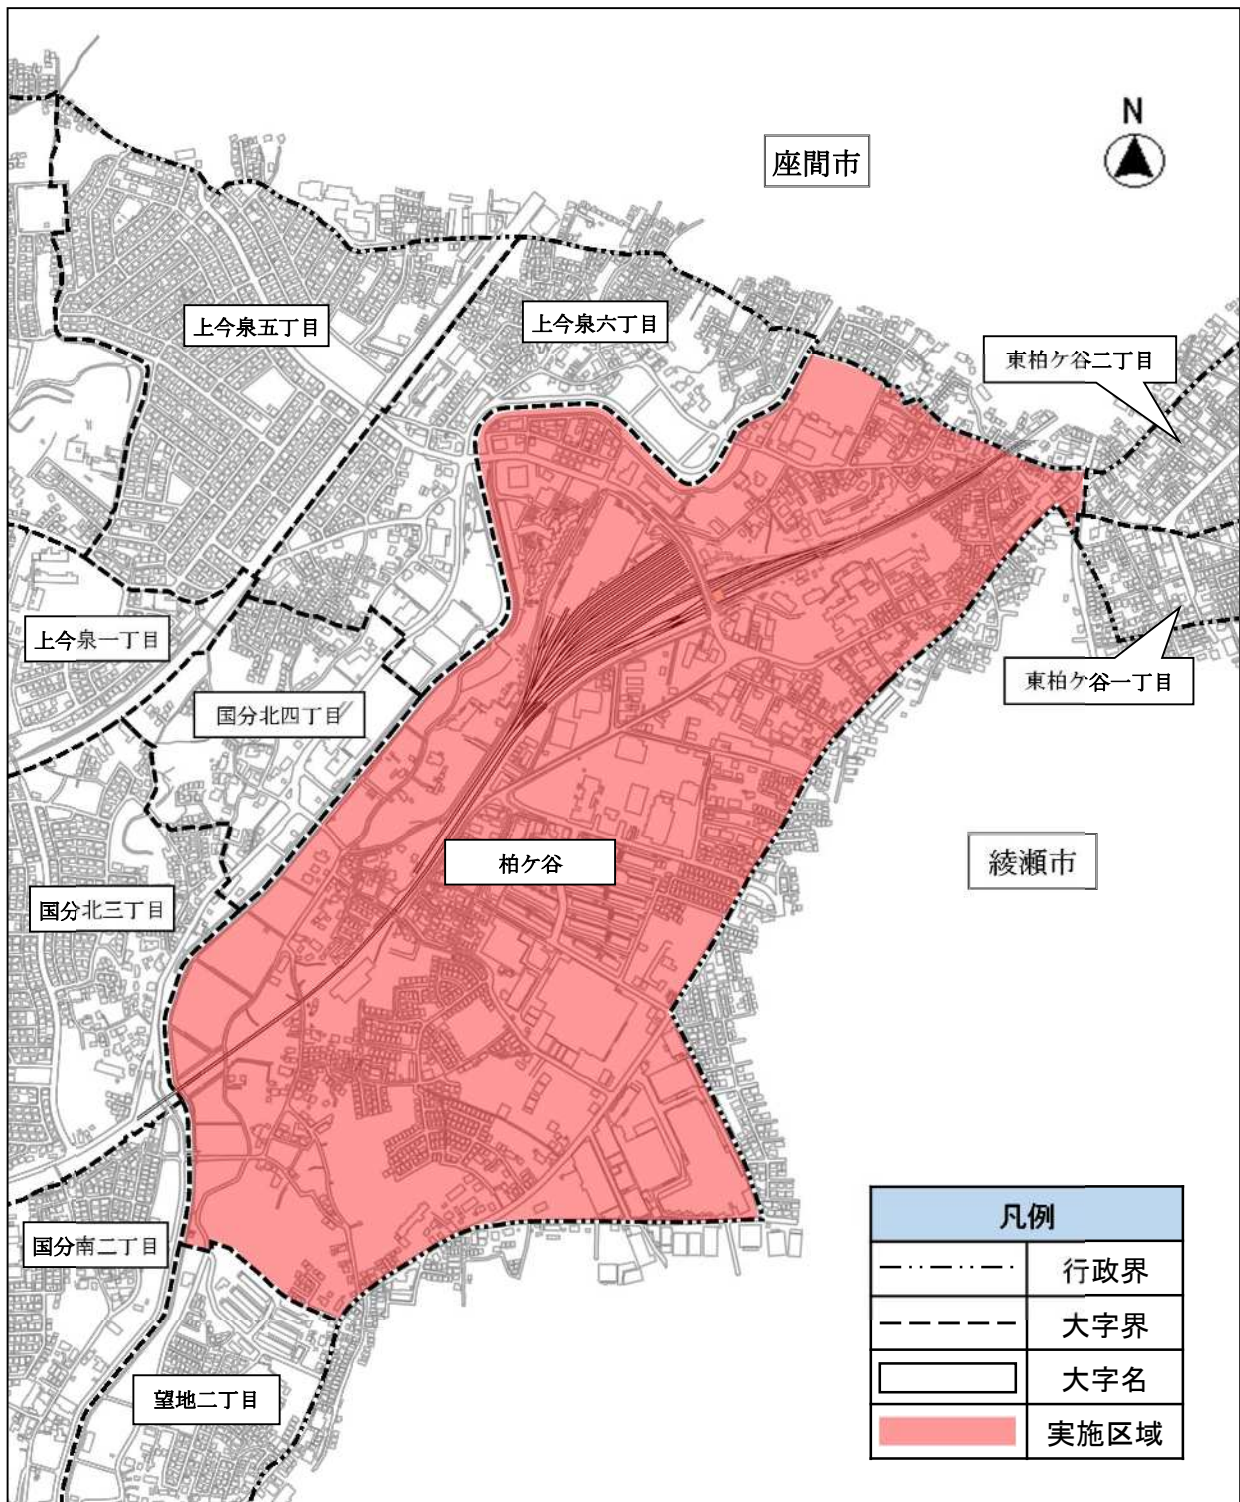 N
座間市
上今泉五丁目
上今泉六丁目
東柏ケ谷二丁目
上今泉一丁目
東柏ケ谷一丁目
国分北四丁目
柏ケ谷
綾瀬市
国分北三丁目
国分南二丁目
望地二丁目
凡例
行政界
大字界
大字名
実施区域